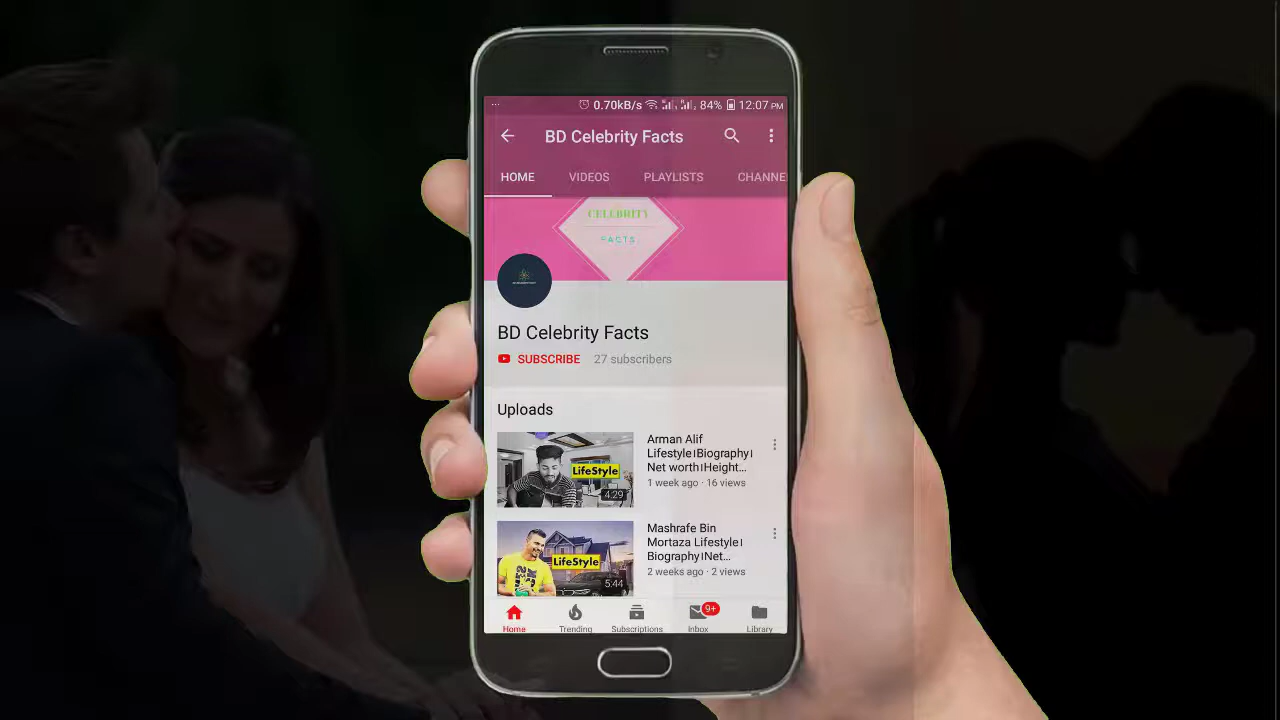 0.70kB/s 84% 12:07 PM
BD Celebrity Facts
HOME VIDEOS PLAYLISTS CHANNE
CELEBRITY
FACTS
BD Celebrity Facts
SUBSCRIBE 27 subscribers
Uploads
Arman Alif
Lifestyle|Biography|
Net worth|Height...
1 week ago · 16 views
LifeStyle
4:29
Mashrafe Bin
Mortaza Lifestyle|
Biography|Net...
2 weeks ago · 2 views
LifeStyle
5:44
9+
Home Trending Subscriptions Inbox Library